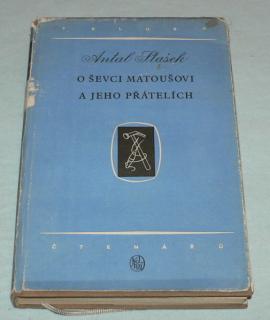 Antal Stašek
O ŠEVCI MATOUŠOVI
A JEHO PŘÁTELÍCH
ČTENÁŘŮ